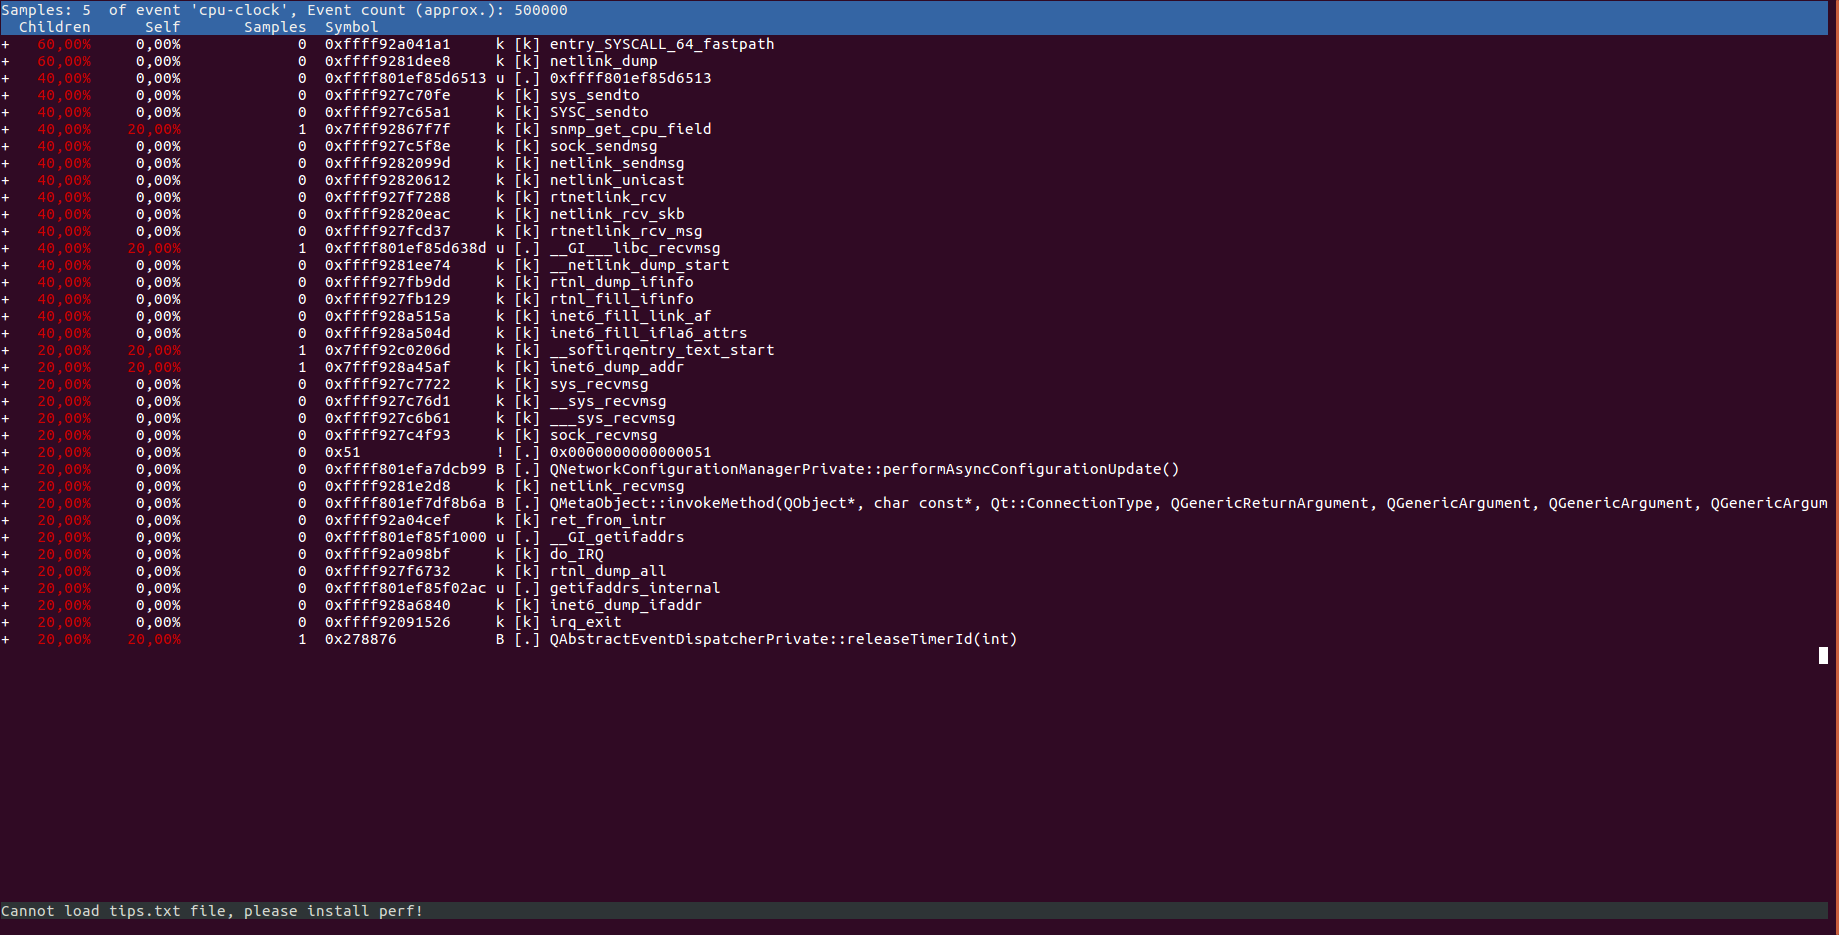 Samples: 5  of event 'cpu-clock', Event count (approx.): 500000
  Children      Self       Samples  Symbol
+   60,00%     0,00%             0  0xffff92a041a1     k [k] entry_SYSCALL_64_fastpath
+   60,00%     0,00%             0  0xffff9281dee8     k [k] netlink_dump
+   40,00%     0,00%             0  0xffff801ef85d6513 u [.] 0xffff801ef85d6513
+   40,00%     0,00%             0  0xffff927c70fe     k [k] sys_sendto
+   40,00%     0,00%             0  0xffff927c65a1     k [k] SYSC_sendto
+   40,00%    20,00%             1  0x7fff92867f7f     k [k] snmp_get_cpu_field
+   40,00%     0,00%             0  0xffff927c5f8e     k [k] sock_sendmsg
+   40,00%     0,00%             0  0xffff9282099d     k [k] netlink_sendmsg
+   40,00%     0,00%             0  0xffff92820612     k [k] netlink_unicast
+   40,00%     0,00%             0  0xffff927f7288     k [k] rtnetlink_rcv
+   40,00%     0,00%             0  0xffff92820eac     k [k] netlink_rcv_skb
+   40,00%     0,00%             0  0xffff927fcd37     k [k] rtnetlink_rcv_msg
+   40,00%    20,00%             1  0xffff801ef85d638d u [.] __GI___libc_recvmsg
+   40,00%     0,00%             0  0xffff9281ee74     k [k] __netlink_dump_start
+   40,00%     0,00%             0  0xffff927fb9dd     k [k] rtnl_dump_ifinfo
+   40,00%     0,00%             0  0xffff927fb129     k [k] rtnl_fill_ifinfo
+   40,00%     0,00%             0  0xffff928a515a     k [k] inet6_fill_link_af
+   40,00%     0,00%             0  0xffff928a504d     k [k] inet6_fill_ifla6_attrs
+   20,00%    20,00%             1  0x7fff92c0206d     k [k] __softirqentry_text_start
+   20,00%    20,00%             1  0x7fff928a45af     k [k] inet6_dump_addr
+   20,00%     0,00%             0  0xffff927c7722     k [k] sys_recvmsg
+   20,00%     0,00%             0  0xffff927c76d1     k [k] __sys_recvmsg
+   20,00%     0,00%             0  0xffff927c6b61     k [k] ___sys_recvmsg
+   20,00%     0,00%             0  0xffff927c4f93     k [k] sock_recvmsg
+   20,00%     0,00%             0  0x51               ! [.] 0x0000000000000051
+   20,00%     0,00%             0  0xffff801efa7dcb99 B [.] QNetworkConfigurationManagerPrivate::performAsyncConfigurationUpdate()
+   20,00%     0,00%             0  0xffff9281e2d8     k [k] netlink_recvmsg
+   20,00%     0,00%             0  0xffff801ef7df8b6a B [.] QMetaObject::invokeMethod(QObject*, char const*, Qt::ConnectionType, QGenericReturnArgument, QGenericArgument, QGenericArgument, QGenericArgum
+   20,00%     0,00%             0  0xffff92a04cef     k [k] ret_from_intr
+   20,00%     0,00%             0  0xffff801ef85f1000 u [.] __GI_getifaddrs
+   20,00%     0,00%             0  0xffff92a098bf     k [k] do_IRQ
+   20,00%     0,00%             0  0xffff927f6732     k [k] rtnl_dump_all
+   20,00%     0,00%             0  0xffff801ef85f02ac u [.] getifaddrs_internal
+   20,00%     0,00%             0  0xffff928a6840     k [k] inet6_dump_ifaddr
+   20,00%     0,00%             0  0xffff92091526     k [k] irq_exit
+   20,00%    20,00%             1  0x278876           B [.] QAbstractEventDispatcherPrivate::releaseTimerId(int)
Cannot load tips.txt file, please install perf!